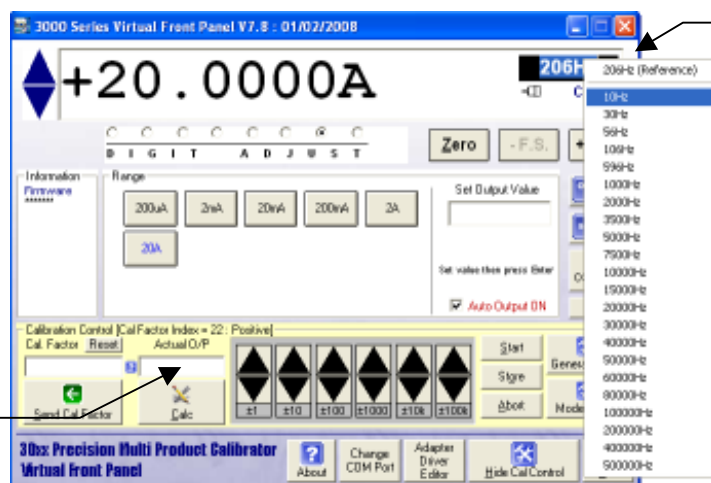 3000 Series Virtual Front Panel V7.8 : 01/02/2008
+20.0000A
206H
C
D I G I T A D J U S T
Zero
- F.S.
+
Information
Firmware
Range
200uA
2mA
20mA
200mA
2A
20A
Set Output Value
Set value then press Enter
Auto Output ON
Calibration Control [Cal Factor Index = 22 : Positive]
Cal. Factor
Reset
Actual O/P
Send Cal Factor
Calc
±1
±10
±100
±1000
±10k
±100k
Start
Store
Abort
Gene
Mode
30xx Precision Multi Product Calibrator
Virtual Front Panel
About
Change COM Port
Adapter Driver Editor
Hide Cal Control
206Hz (Reference)
10Hz
30Hz
56Hz
106Hz
596Hz
1000Hz
2000Hz
3500Hz
5000Hz
7500Hz
10000Hz
15000Hz
20000Hz
30000Hz
40000Hz
50000Hz
60000Hz
80000Hz
100000Hz
200000Hz
400000Hz
500000Hz